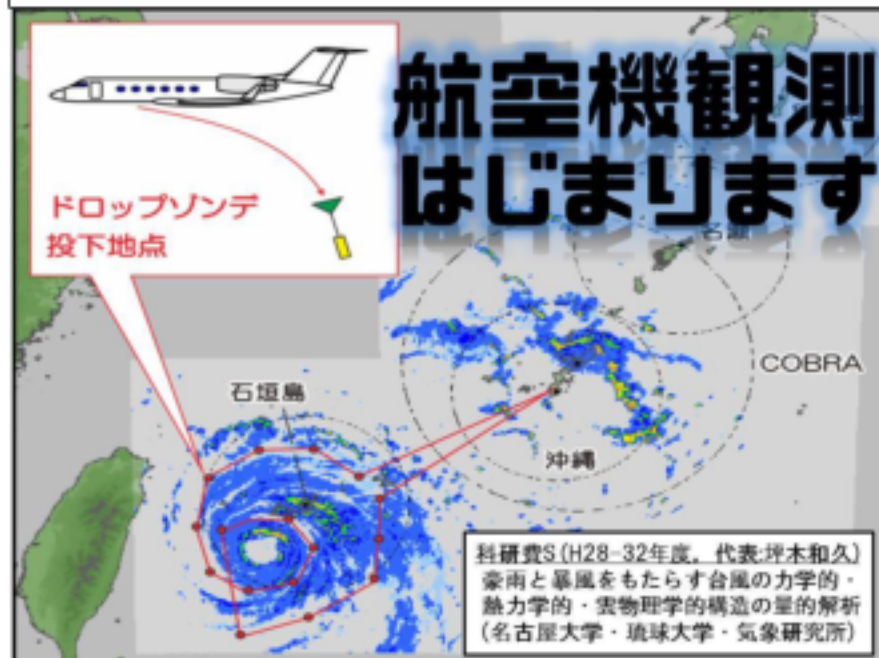 航空機観測
はじまります
ドロップゾンデ
投下地点
名瀬
COBRA
石垣島
沖縄
科研費S(H28-32年度, 代表:坪木和久)
豪雨と暴風をもたらす台風の力学的・
熱力学的・雲物理学的構造の量的解析
(名古屋大学・琉球大学・気象研究所)